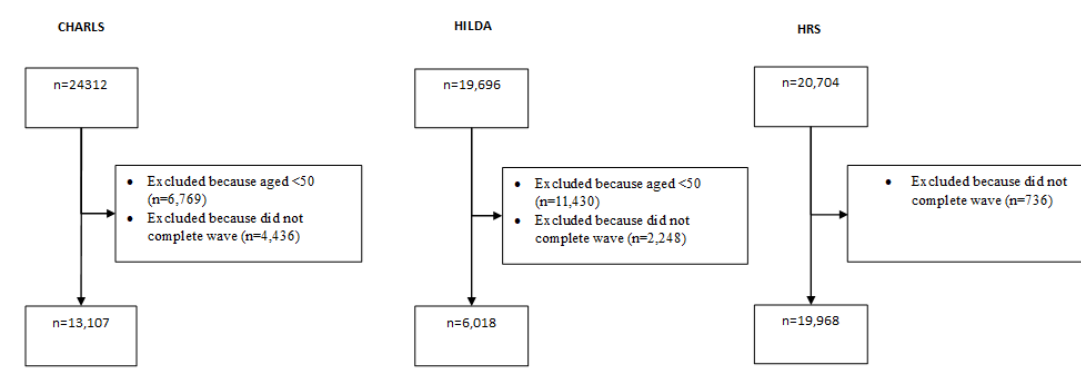 CHARLS
n=24312
• Excluded because aged <50
(n=6,769)
• Excluded because did not
complete wave (n=4,436)
n=13,107
HILDA
n=19,696
• Excluded because aged <50
(n=11,430)
• Excluded because did not
complete wave (n=2,248)
n=6,018
HRS
n=20,704
• Excluded because did not
complete wave (n=736)
n=19,968